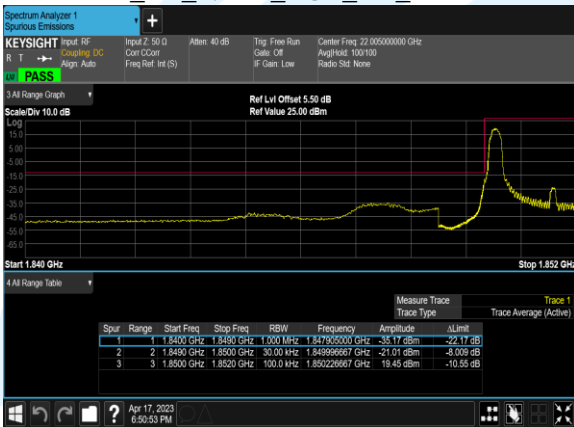 Spectrum Analyzer 1
Spurious Emissions
KEYSIGHT Input: RF Input Z: 50 Ω Atten: 40 dB Trig: Free Run Center Freq: 22.005000000 GHz
R T Coupling: DC Corr CCorr Gate: Off Avg|Hold: 100/100
Align: Auto Freq Ref: Int (S) IF Gain: Low Radio Std: None
PASS
3 All Range Graph
Ref Lvl Offset 5.50 dB
Scale/Div 10.0 dB Ref Value 25.00 dBm
Log
15.0
5.00
-5.00
-15.0
-25.0
-35.0
-45.0
-55.0
-65.0
Start 1.840 GHz Stop 1.852 GHz
4 All Range Table
Measure Trace Trace 1
Trace Type Trace Average (Active)
Spur Range Start Freq Stop Freq RBW Frequency Amplitude ΔLimit
1 1 1.8400 GHz 1.8490 GHz 1.000 MHz 1.847905000 GHz -35.17 dBm -22.17 dB
2 2 1.8490 GHz 1.8500 GHz 30.00 kHz 1.849996667 GHz -21.01 dBm -8.009 dB
3 3 1.8500 GHz 1.8520 GHz 100.0 kHz 1.850226667 GHz 19.45 dBm -10.55 dB
Apr 17, 2023
6:50:53 PM